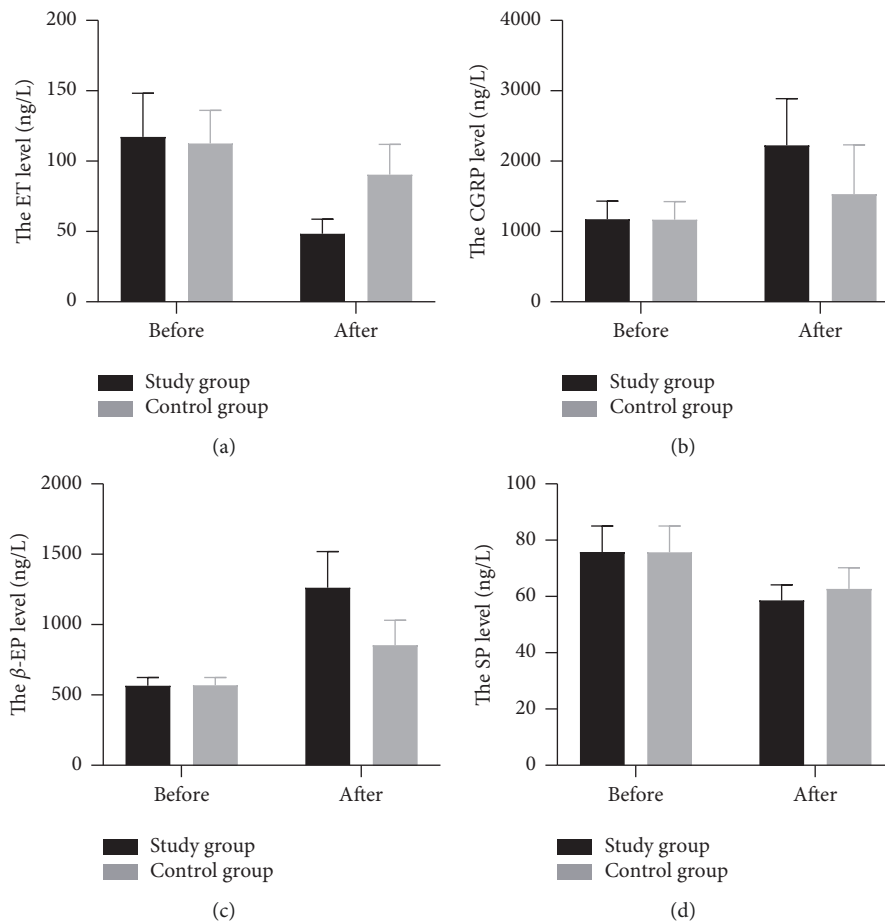 200
150
100
50
0
The ET level (ng/L)
Before
After
Study group
Control group
(a)
4000
3000
2000
1000
0
The CGRP level (ng/L)
Before
After
Study group
Control group
(b)
2000
1500
1000
500
0
The β-EP level (ng/L)
Before
After
Study group
Control group
(c)
100
80
60
40
20
0
The SP level (ng/L)
Before
After
Study group
Control group
(d)